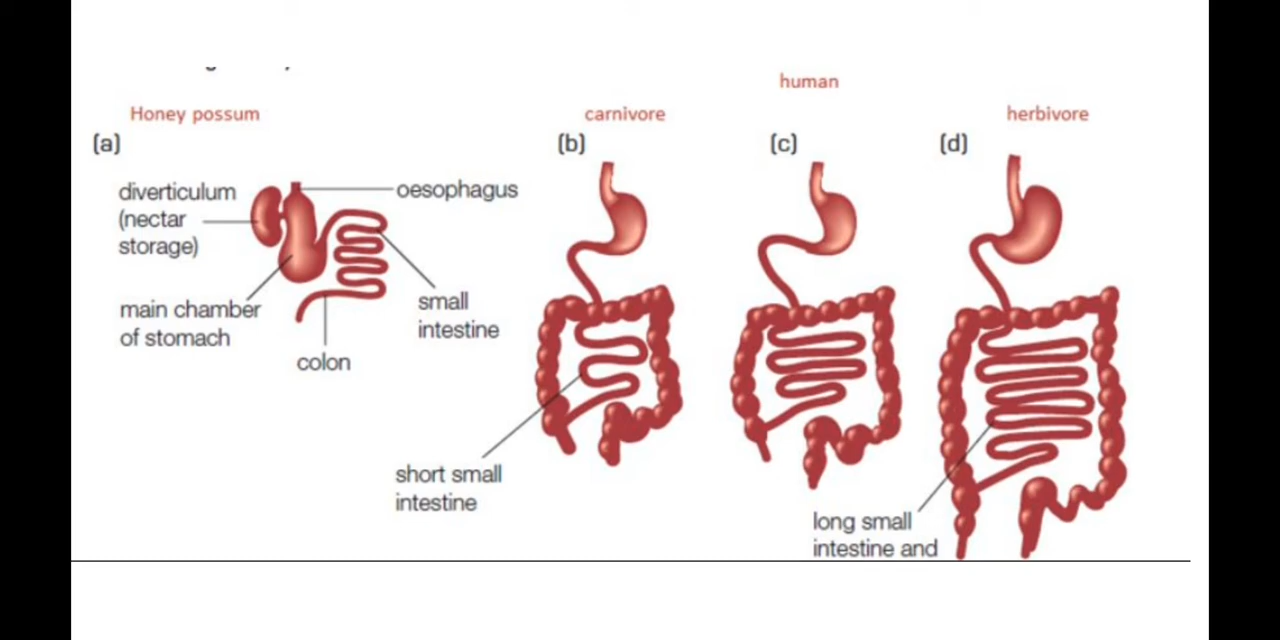 human
Honey possum
carnivore
herbivore
(a)
(b)
(c)
(d)
diverticulum
(nectar
storage)
oesophagus
main chamber
of stomach
small
intestine
colon
short small
intestine
long small
intestine and